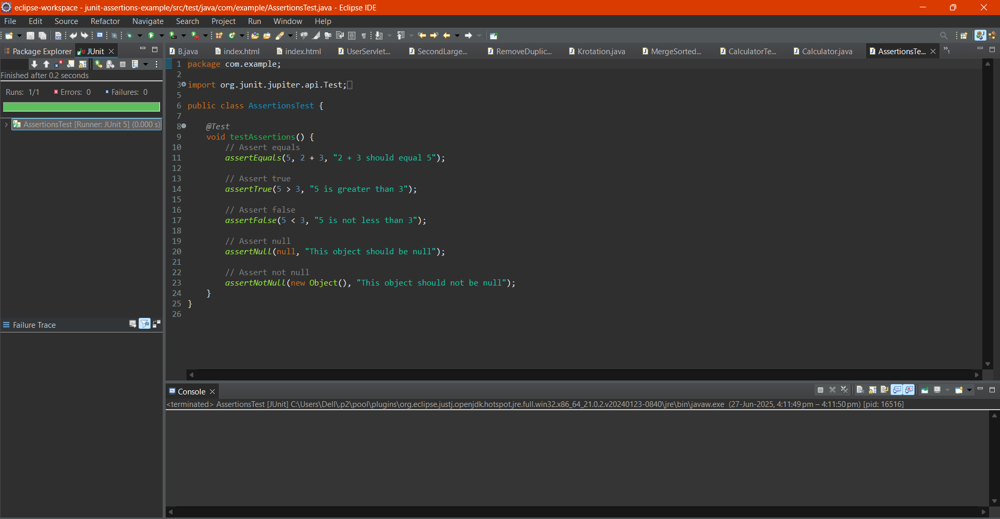 eclipse-workspace - junit-assertions-example/src/test/java/com/example/AssertionsTest.java - Eclipse IDE
File Edit Source Refactor Navigate Search Project Run Window Help
Package Explorer JUnit
B.java index.html index.html UserServlet... SecondLarge... RemoveDuplic... Krotation.java MergeSorted... CalculatorTe... Calculator.java AssertionsTe... »1
Finished after 0.2 seconds
Runs: 1/1 Errors: 0 Failures: 0
AssertionsTest [Runner: JUnit 5] (0.000 s)
Failure Trace
1 package com.example;
2
3 import org.junit.jupiter.api.Test;
5
6 public class AssertionsTest {
7
8 @Test
9 void testAssertions() {
10 // Assert equals
11 assertEquals(5, 2 + 3, "2 + 3 should equal 5");
12
13 // Assert true
14 assertTrue(5 > 3, "5 is greater than 3");
15
16 // Assert false
17 assertFalse(5 < 3, "5 is not less than 3");
18
19 // Assert null
20 assertNull(null, "This object should be null");
21
22 // Assert not null
23 assertNotNull(new Object(), "This object should not be null");
24 }
25 }
26
Console
<terminated> AssertionsTest [JUnit] C:\Users\Dell\.p2\pool\plugins\org.eclipse.justj.openjdk.hotspot.jre.full.win32.x86_64_21.0.2.v20240123-0840\jre\bin\javaw.exe (27-Jun-2025, 4:11:49 pm – 4:11:50 pm) [pid: 16516]